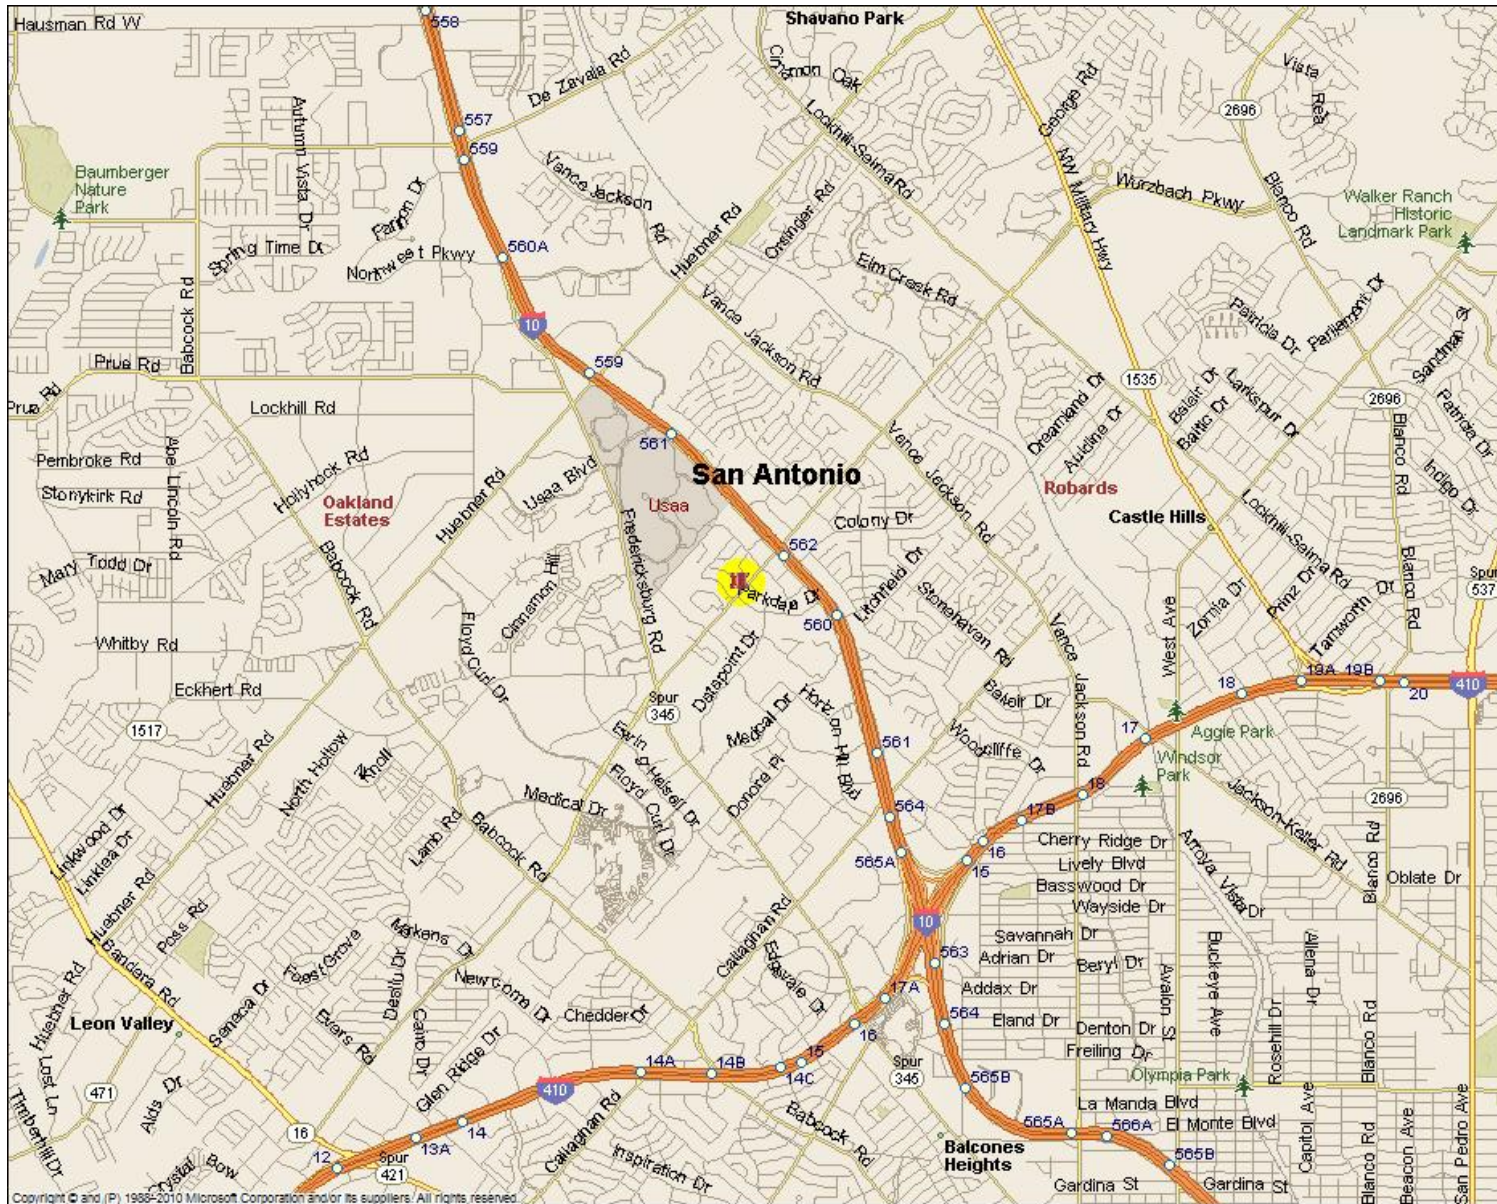 Hausman Rd W
558
Shavano Park
Cinnamon Oak
De Zavala Rd
George Rd
Vista Real
2696
Lockhill-Selma Rd
NW Military Hwy
Wurzbach Pkwy
Blanco Rd
557
559
Autumn Vista Dr
Baumberger
Nature
Park
Vance Jackson Rd
Walker Ranch
Historic
Landmark Park
Orsinger Rd
Huebner Rd
Spring Time Dr
Northwest Pkwy
560A
Elm Creek Rd
Vance Jackson Rd
Babcock Rd
10
Patricia Dr
Parliament Dr
Sandman St
Prue Rd
559
Prue Rd
Lockhill Rd
1535
2696
Belair Dr
Baltic Dr
Larkspur Dr
Patricia Dr
Dreamland Dr
Auldine Dr
Blanco Rd
Indigo Dr
561
San Antonio
Vance Jackson Rd
Pembroke Rd
Stonykirk Rd
Abe Lincoln Rd
Hollyhock Rd
Huebner Rd
Usaa Blvd
Usaa
Oakland
Estates
Robards
Castle Hills
Lockhill-Selma Rd
Colony Dr
562
Fredericksburg Rd
Babcock Rd
Mary Todd Dr
Cinnamon Hill
Parkdale Dr
560
Litchfield Dr
Stonehaven Rd
Vance Jackson Rd
West Ave
Zornia Dr
Prinz Dr
Tamworth Dr
Blanco Rd
Spur
537
Whitby Rd
Floyd Curl Dr
Datapoint Dr
Eckhert Rd
Spur
345
Medical Dr
Horizon Hill Blvd
Belair Dr
Woodcliffe Dr
18
19A
19B
20
410
17
Aggie Park
Windsor
Park
1517
Huebner Rd
North Hollow
Knoll
Ewing Halsell Dr
Floyd Curl Dr
Donore Pl
561
564
Medical Dr
Lamb Rd
Babcock Rd
18
17B
16
15
Jackson-Keller Rd
2696
Linkwood Dr
Linklea Dr
565A
Cherry Ridge Dr
Lively Blvd
Basswood Dr
Wayside Dr
Arroya Vista Dr
Blanco Rd
Oblate Dr
Huebner Rd
Poss Rd
Callaghan Rd
10
Savannah Dr
Adrian Dr
Beryl Dr
Bandera Rd
Forest Grove
Desilu Dr
Newcome Dr
Edgevale Dr
563
17A
Addax Dr
Avalon St
Buckeye Ave
Allena Dr
Huebner Rd
Leon Valley
Seneca Dr
Evers Rd
Cairo Dr
Chedder Dr
16
564
Eland Dr
Denton Dr
Freiling Dr
Rosehill Dr
Blanco Rd
Glen Ridge Dr
14A
14B
14C
15
Spur
345
565B
Olympia Park
471
Lost Ln
Alds Dr
410
Callaghan Rd
Babcock Rd
La Manda Blvd
El Monte Blvd
Capitol Ave
Timberhill Dr
16
12
13A
14
Spur
421
565A
566A
565B
Balcones
Heights
Crystal Bow
Inspiration Dr
Gardina St
Gardina St
Blanco Rd
Beacon Ave
San Pedro Ave
Copyright © and (P) 1988-2010 Microsoft Corporation and/or its suppliers. All rights reserved.